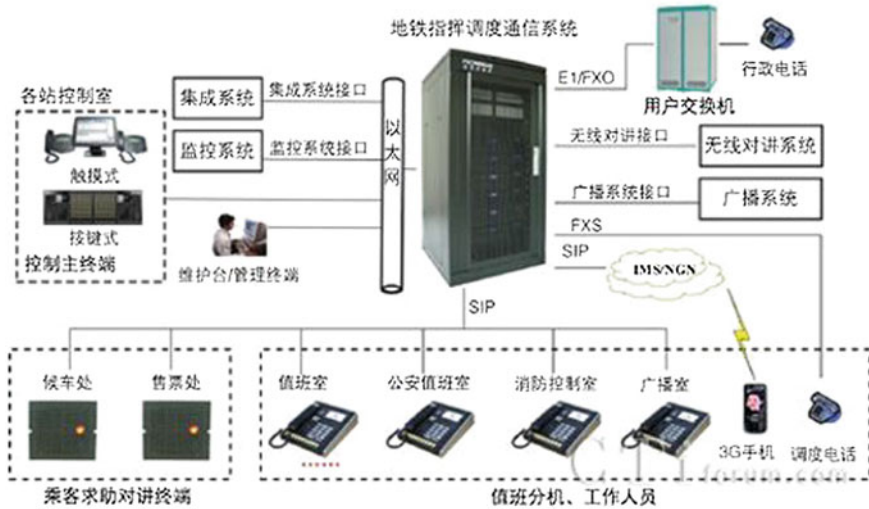 地铁指挥调度通信系统
E1/FXO
行政电话
用户交换机
各站控制室
集成系统
集成系统接口
监控系统
监控系统接口
以太网
无线对讲接口
无线对讲系统
触摸式
广播系统接口
广播系统
按键式
FXS
控制主终端
维护台/管理终端
SIP
IMS/NGN
SIP
候车处
售票处
值班室
公安值班室
消防控制室
广播室
3G手机
调度电话
CTI forum.com
乘客求助对讲终端
值班分机、工作人员